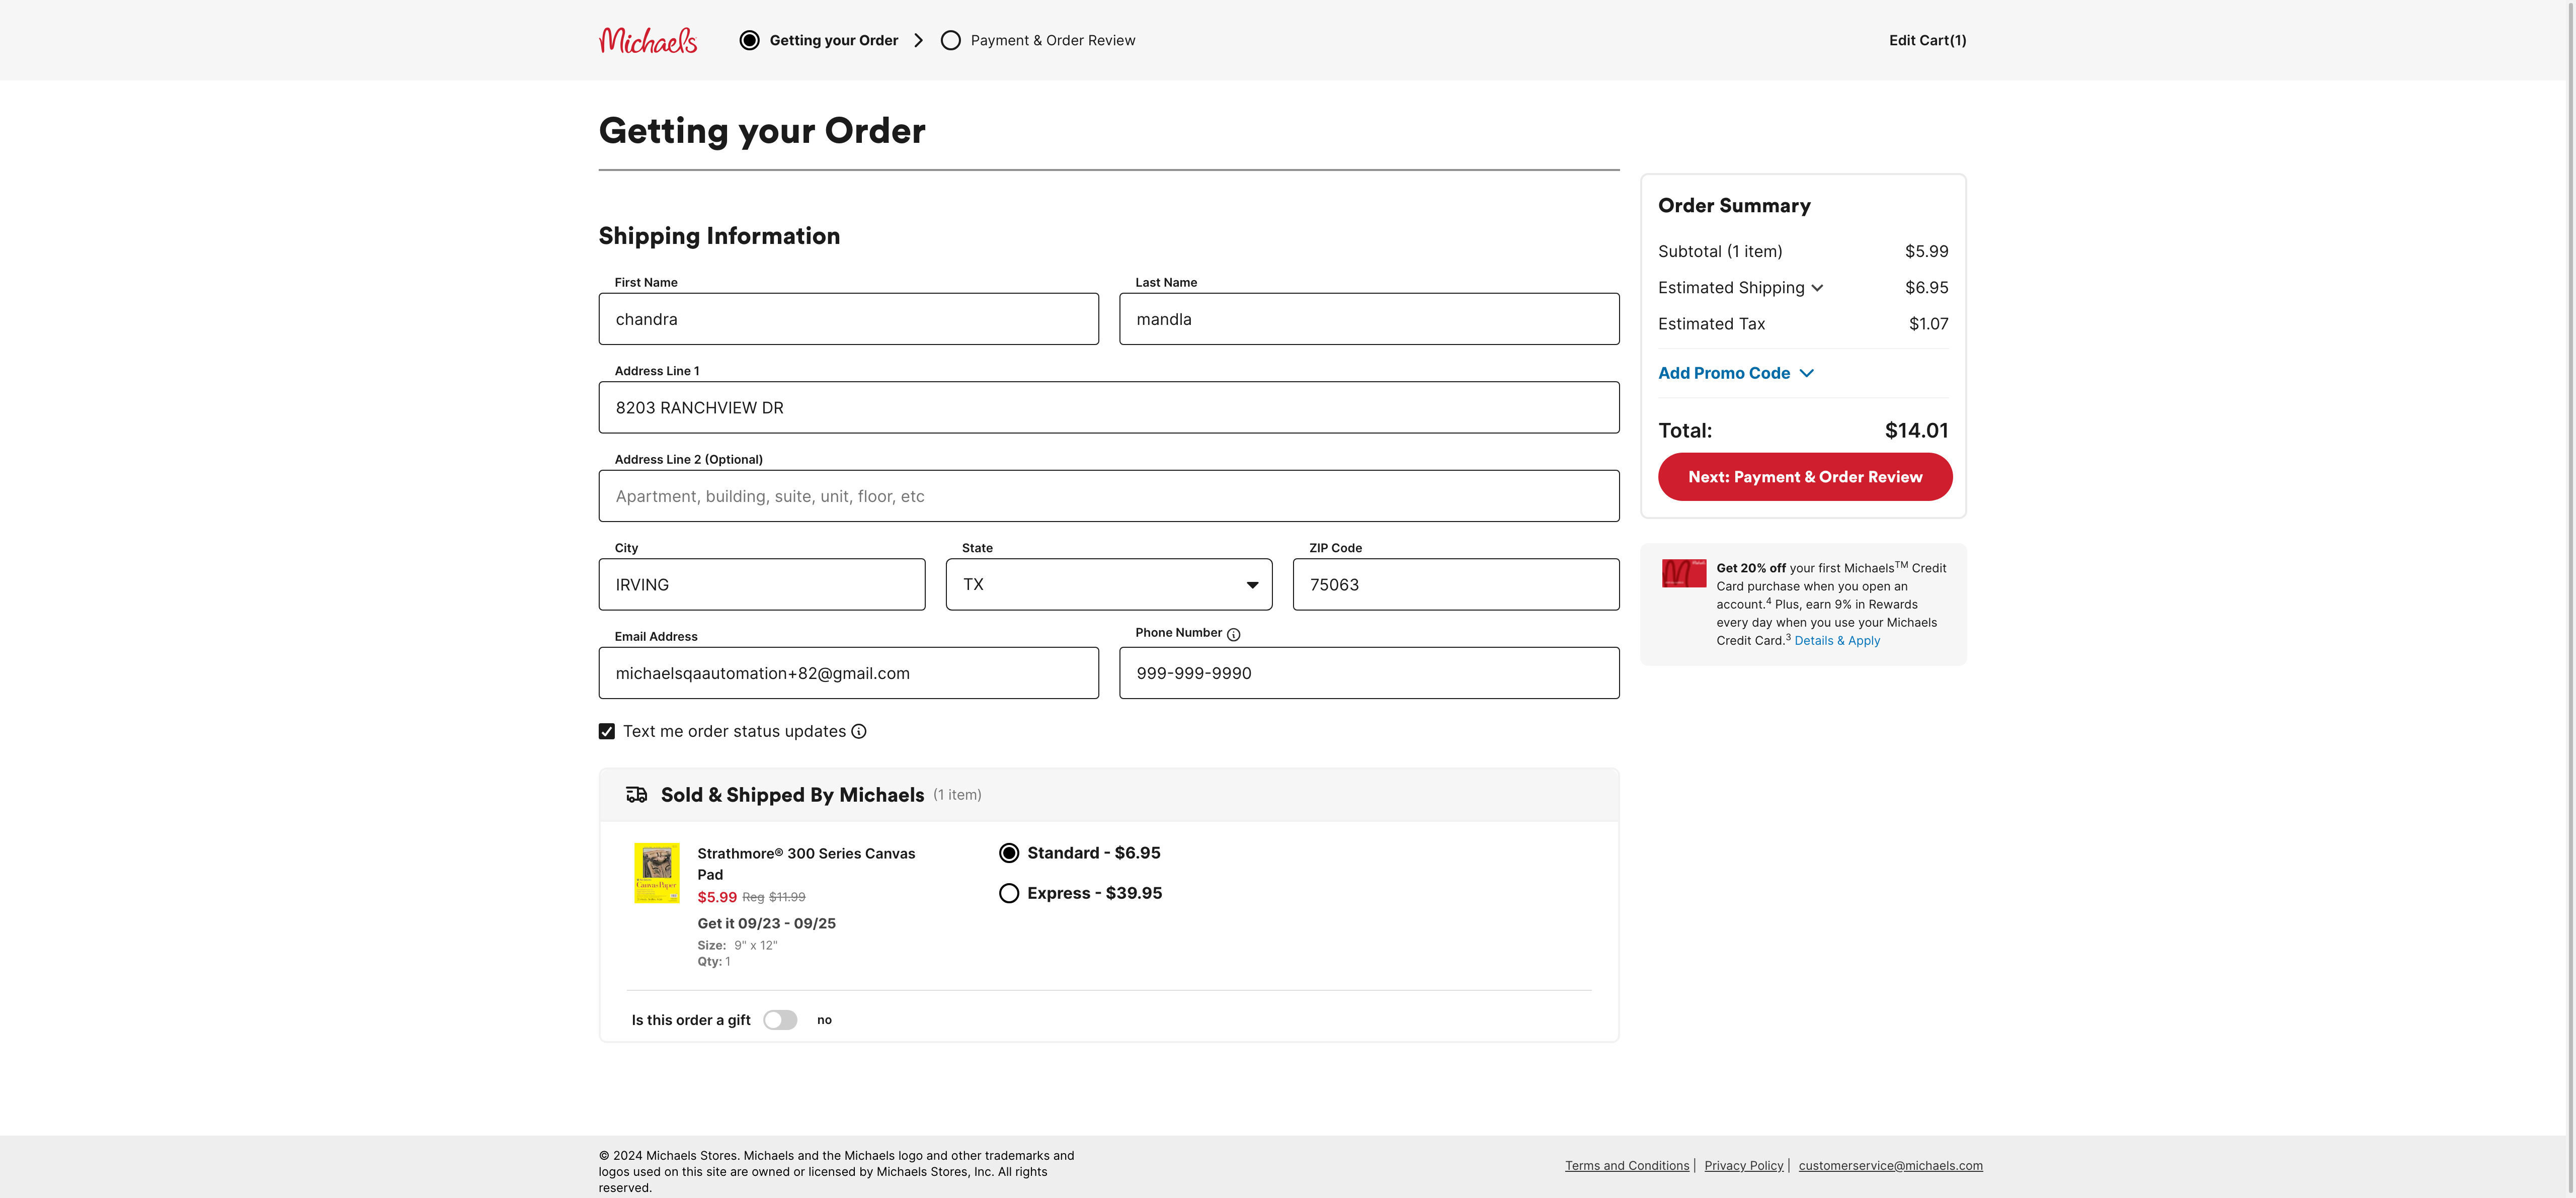 Michaels
Getting your Order
Payment & Order Review
Edit Cart(1)
Getting your Order
Shipping Information
First Name
chandra
Last Name
mandla
Address Line 1
8203 RANCHVIEW DR
Address Line 2 (Optional)
Apartment, building, suite, unit, floor, etc
City
IRVING
State
TX
ZIP Code
75063
Email Address
michaelsqaautomation+82@gmail.com
Phone Number
999-999-9990
Text me order status updates
Sold & Shipped By Michaels (1 item)
Canvas Paper
Strathmore® 300 Series Canvas
Pad
$5.99 Reg $11.99
Get it 09/23 - 09/25
Size: 9" x 12"
Qty: 1
Standard - $6.95
Express - $39.95
Is this order a gift no
Order Summary
Subtotal (1 item) $5.99
Estimated Shipping $6.95
Estimated Tax $1.07
Add Promo Code
Total: $14.01
Next: Payment & Order Review
Get 20% off your first Michaels™ Credit
Card purchase when you open an
account.⁴ Plus, earn 9% in Rewards
every day when you use your Michaels
Credit Card.³ Details & Apply
© 2024 Michaels Stores. Michaels and the Michaels logo and other trademarks and
logos used on this site are owned or licensed by Michaels Stores, Inc. All rights
reserved.
Terms and Conditions | Privacy Policy | customerservice@michaels.com